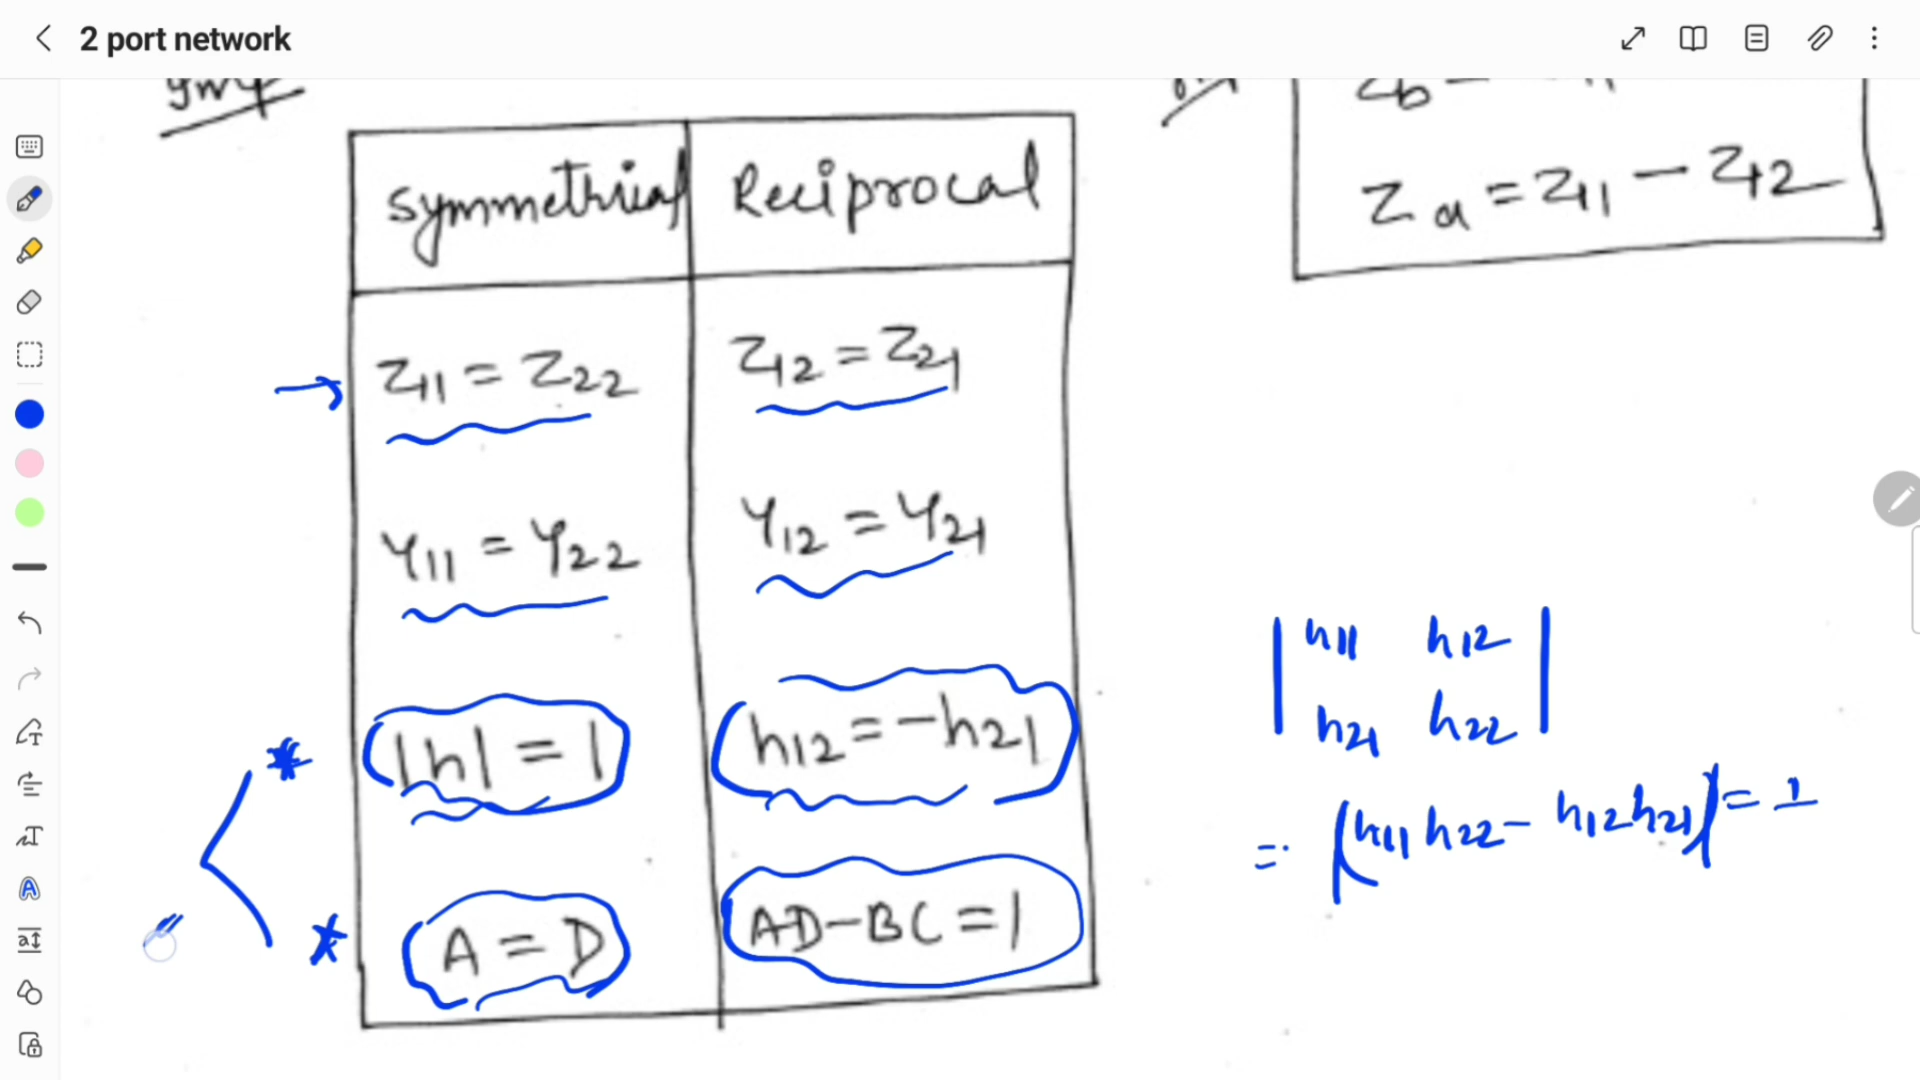 2 port network
symmetrical Reciprocal
Z11 = Z22 Z12 = Z21
Y11 = Y22 Y12 = Y21
|h| = 1 h12 = -h21
A = D AD-BC = 1
Za = Z11 - Z12
h11 h12
h21 h22
= (h11 h22 - h12 h21) = 1